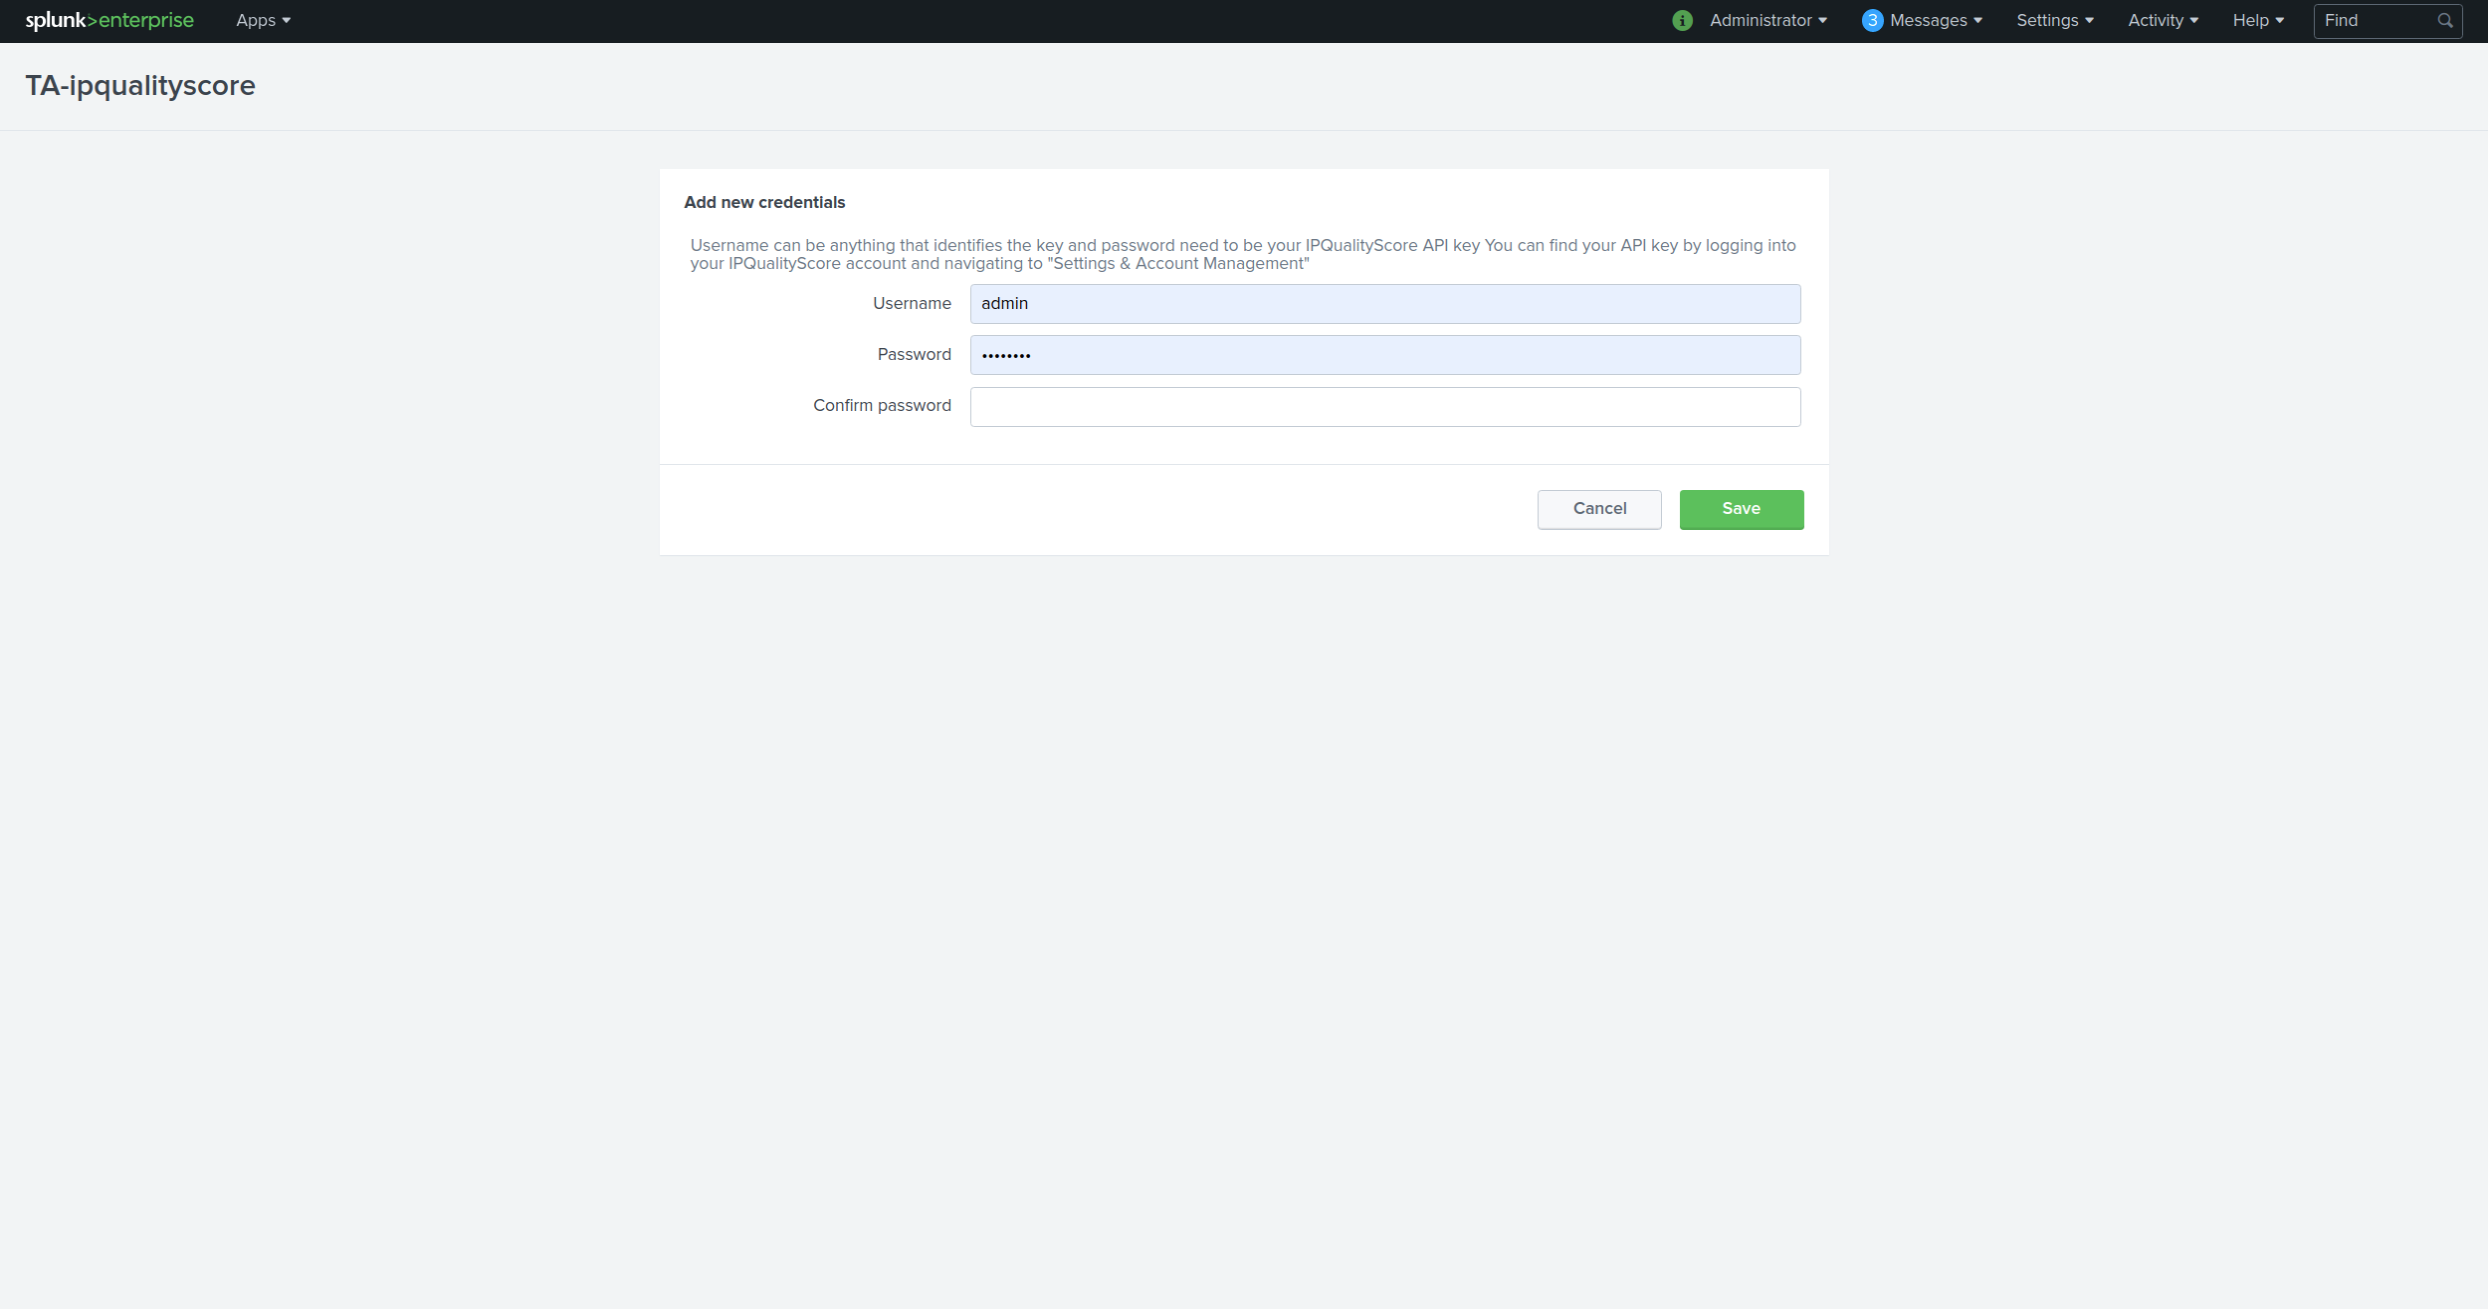 splunk>enterprise Apps Administrator 3 Messages Settings Activity Help Find
TA-ipqualityscore
Add new credentials
Username can be anything that identifies the key and password need to be your IPQualityScore API key You can find your API key by logging into
your IPQualityScore account and navigating to "Settings & Account Management"
Username admin
Password ••••••••
Confirm password
Cancel Save